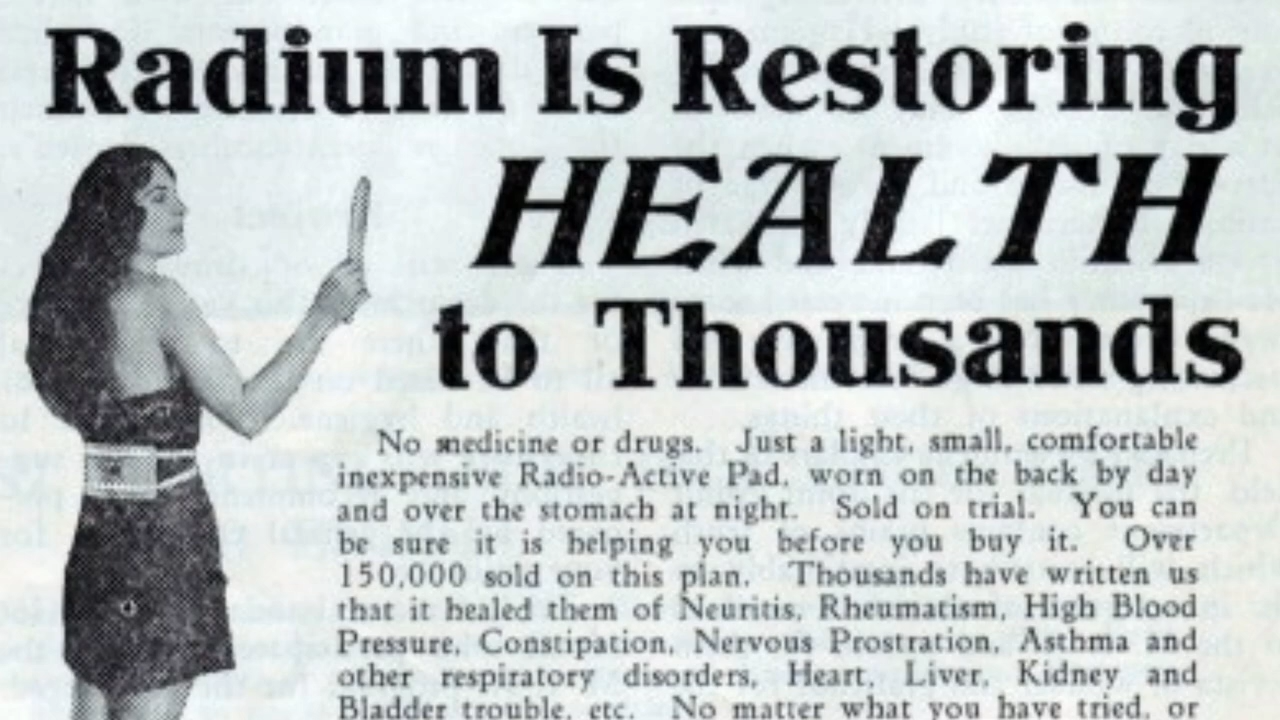 Radium Is Restoring
HEALTH
to Thousands
No medicine or drugs. Just a light, small, comfortable
inexpensive Radio-Active Pad, worn on the back by day
and over the stomach at night. Sold on trial. You can
be sure it is helping you before you buy it. Over
150,000 sold on this plan. Thousands have written us
that it healed them of Neuritis, Rheumatism, High Blood
Pressure, Constipation, Nervous Prostration, Asthma and
other respiratory disorders, Heart, Liver, Kidney and
Bladder trouble, etc. No matter what you have tried, or